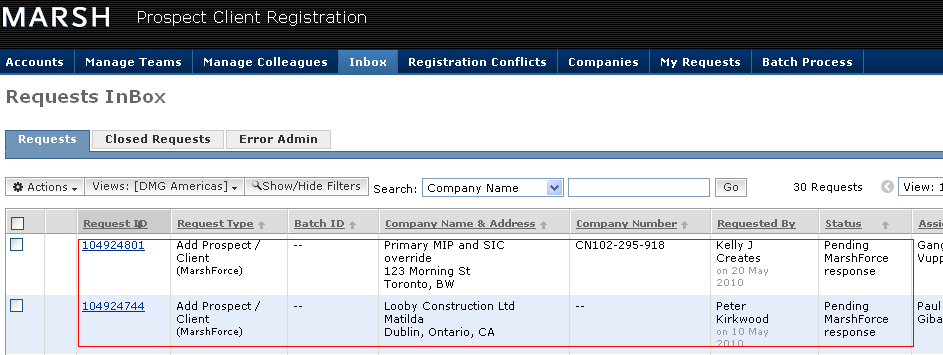 MARSH Prospect Client Registration
Accounts Manage Teams Manage Colleagues Inbox Registration Conflicts Companies My Requests Batch Process
Requests InBox
Requests Closed Requests Error Admin
Actions Views: [DMG Americas] Show/Hide Filters Search: Company Name Go 30 Requests View: 1
Request ID Request Type Batch ID Company Name & Address Company Number Requested By Status
104924801 Add Prospect / -- Primary MIP and SIC CN102-295-918 Kelly J Pending
Client override Creates MarshForce
(MarshForce) 123 Morning St on 20 May response
Toronto, BW 2010
104924744 Add Prospect / -- Looby Construction Ltd -- Peter Pending Paul
Client Matilda Kirkwood MarshForce
(MarshForce) Dublin, Ontario, CA on 10 May response
2010